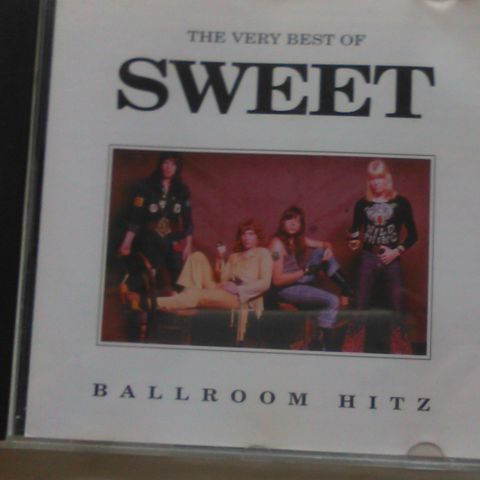 THE VERY BEST OF
SWEET
BALLROOM HITZ